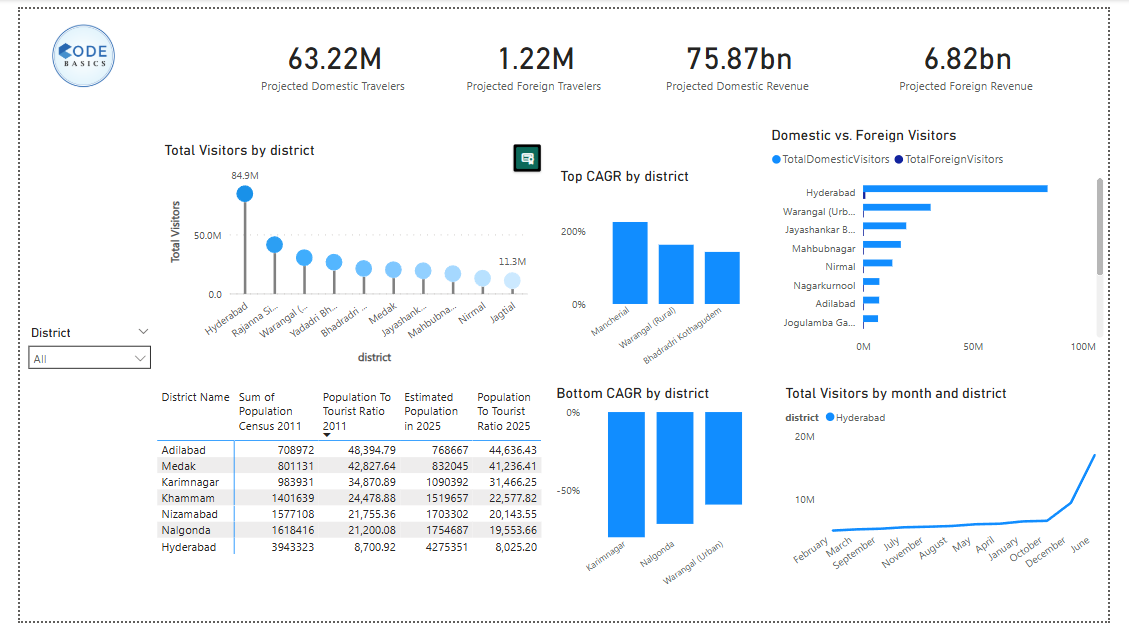 CODE
BASICS
63.22M
Projected Domestic Travelers
1.22M
Projected Foreign Travelers
75.87bn
Projected Domestic Revenue
6.82bn
Projected Foreign Revenue
District
All
Total Visitors by district
84.9M
Total Visitors
50.0M
0.0
11.3M
Hyderabad
Rajanna Si...
Warangal (...
Yadadri Bh...
Bhadradri ...
Medak
Jayashank...
Mahbubna...
Nirmal
Jagtial
district
Top CAGR by district
200%
0%
Mancherial
Warangal (Rural)
Bhadradri Kothagudem
Domestic vs. Foreign Visitors
TotalDomesticVisitors TotalForeignVisitors
Hyderabad
Warangal (Urb...
Jayashankar B...
Mahbubnagar
Nirmal
Nagarkurnool
Adilabad
Jogulamba Ga...
0M 50M 100M
District Name Sum of Population Census 2011 Population To Tourist Ratio 2011 Estimated Population in 2025 Population To Tourist Ratio 2025
Adilabad 708972 48,394.79 768667 44,636.43
Medak 801131 42,827.64 832045 41,236.41
Karimnagar 983931 34,870.89 1090392 31,466.25
Khammam 1401639 24,478.88 1519657 22,577.82
Nizamabad 1577108 21,755.36 1703302 20,143.55
Nalgonda 1618416 21,200.08 1754687 19,553.66
Hyderabad 3943323 8,700.92 4275351 8,025.20
Bottom CAGR by district
0%
-50%
Karimnagar
Nalgonda
Warangal (Urban)
Total Visitors by month and district
district Hyderabad
20M
10M
February
March
September
July
November
August
May
April
January
October
December
June